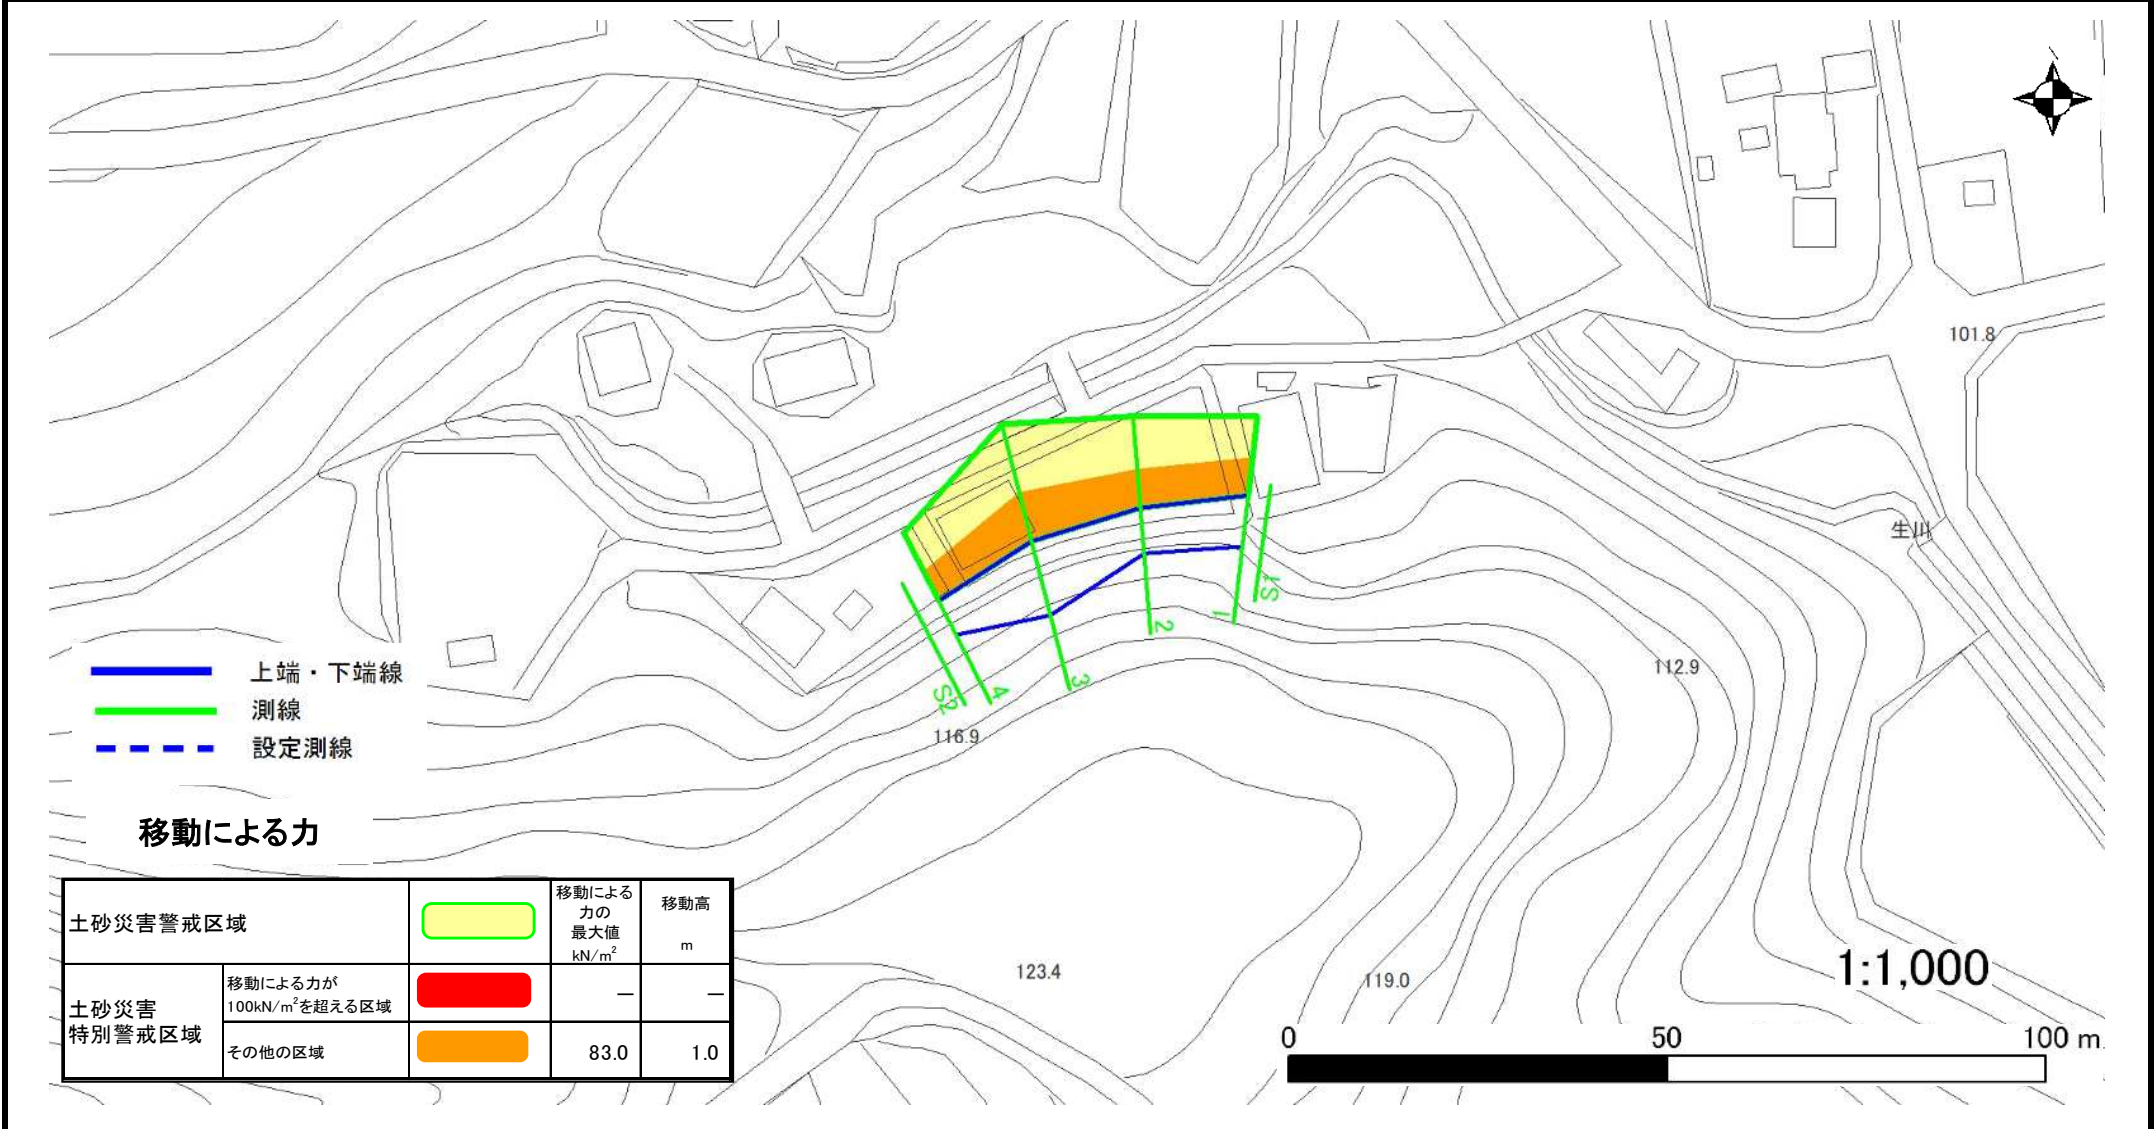 101.8
生川
S1
1
2
3
4
S2
112.9
116.9
上端・下端線
測線
設定測線
移動による力
移動による
力の
最大値
kN/m²
移動高
m
土砂災害警戒区域
土砂災害
特別警戒区域
移動による力が
100kN/m²を超える区域
－
－
その他の区域
83.0
1.0
123.4
119.0
1:1,000
0
50
100 m